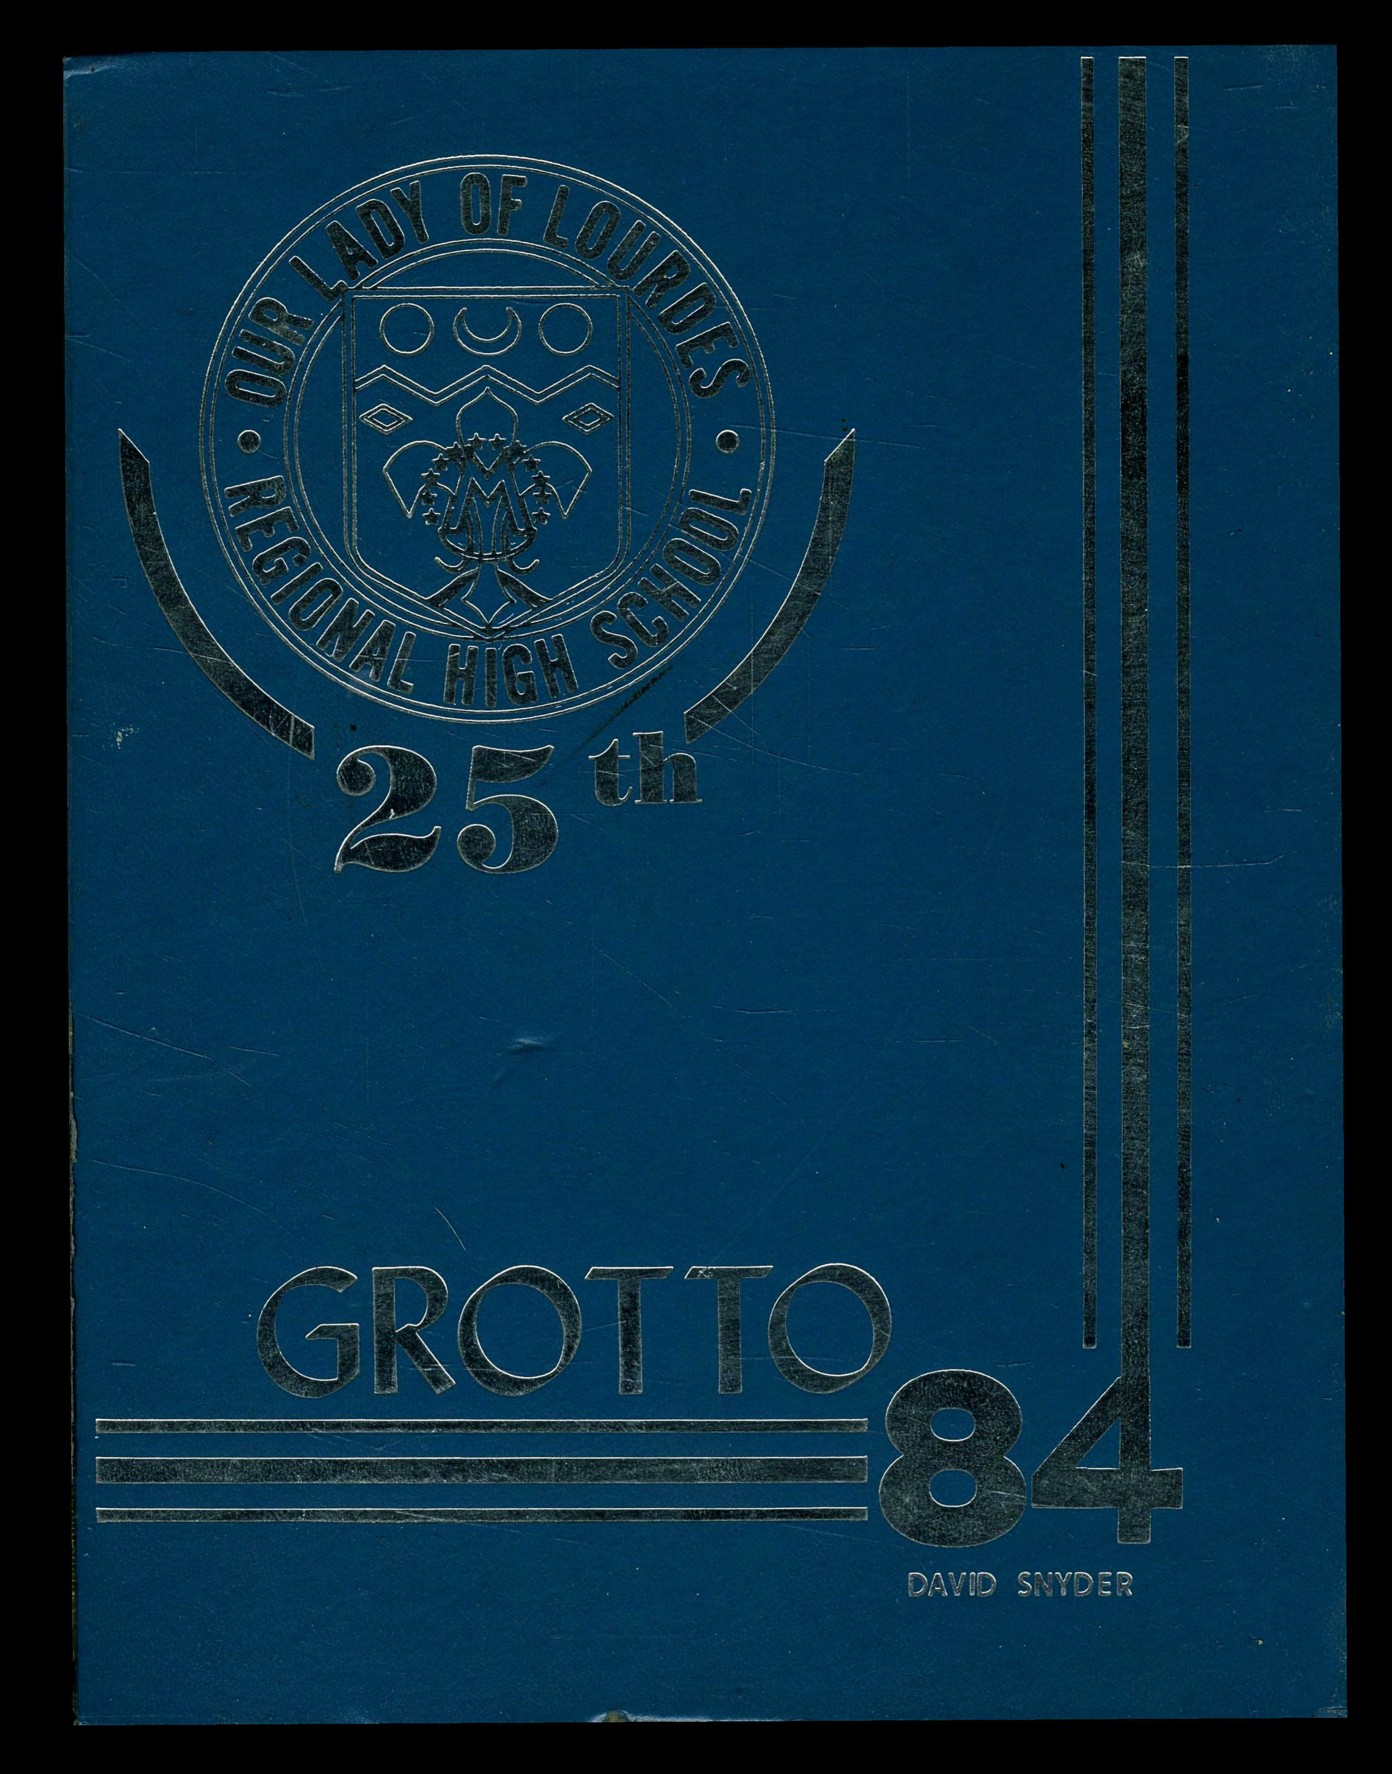 OUR LADY OF LOURDES
• REGIONAL HIGH SCHOOL •
M
25th
GROTTO
84
DAVID SNYDER